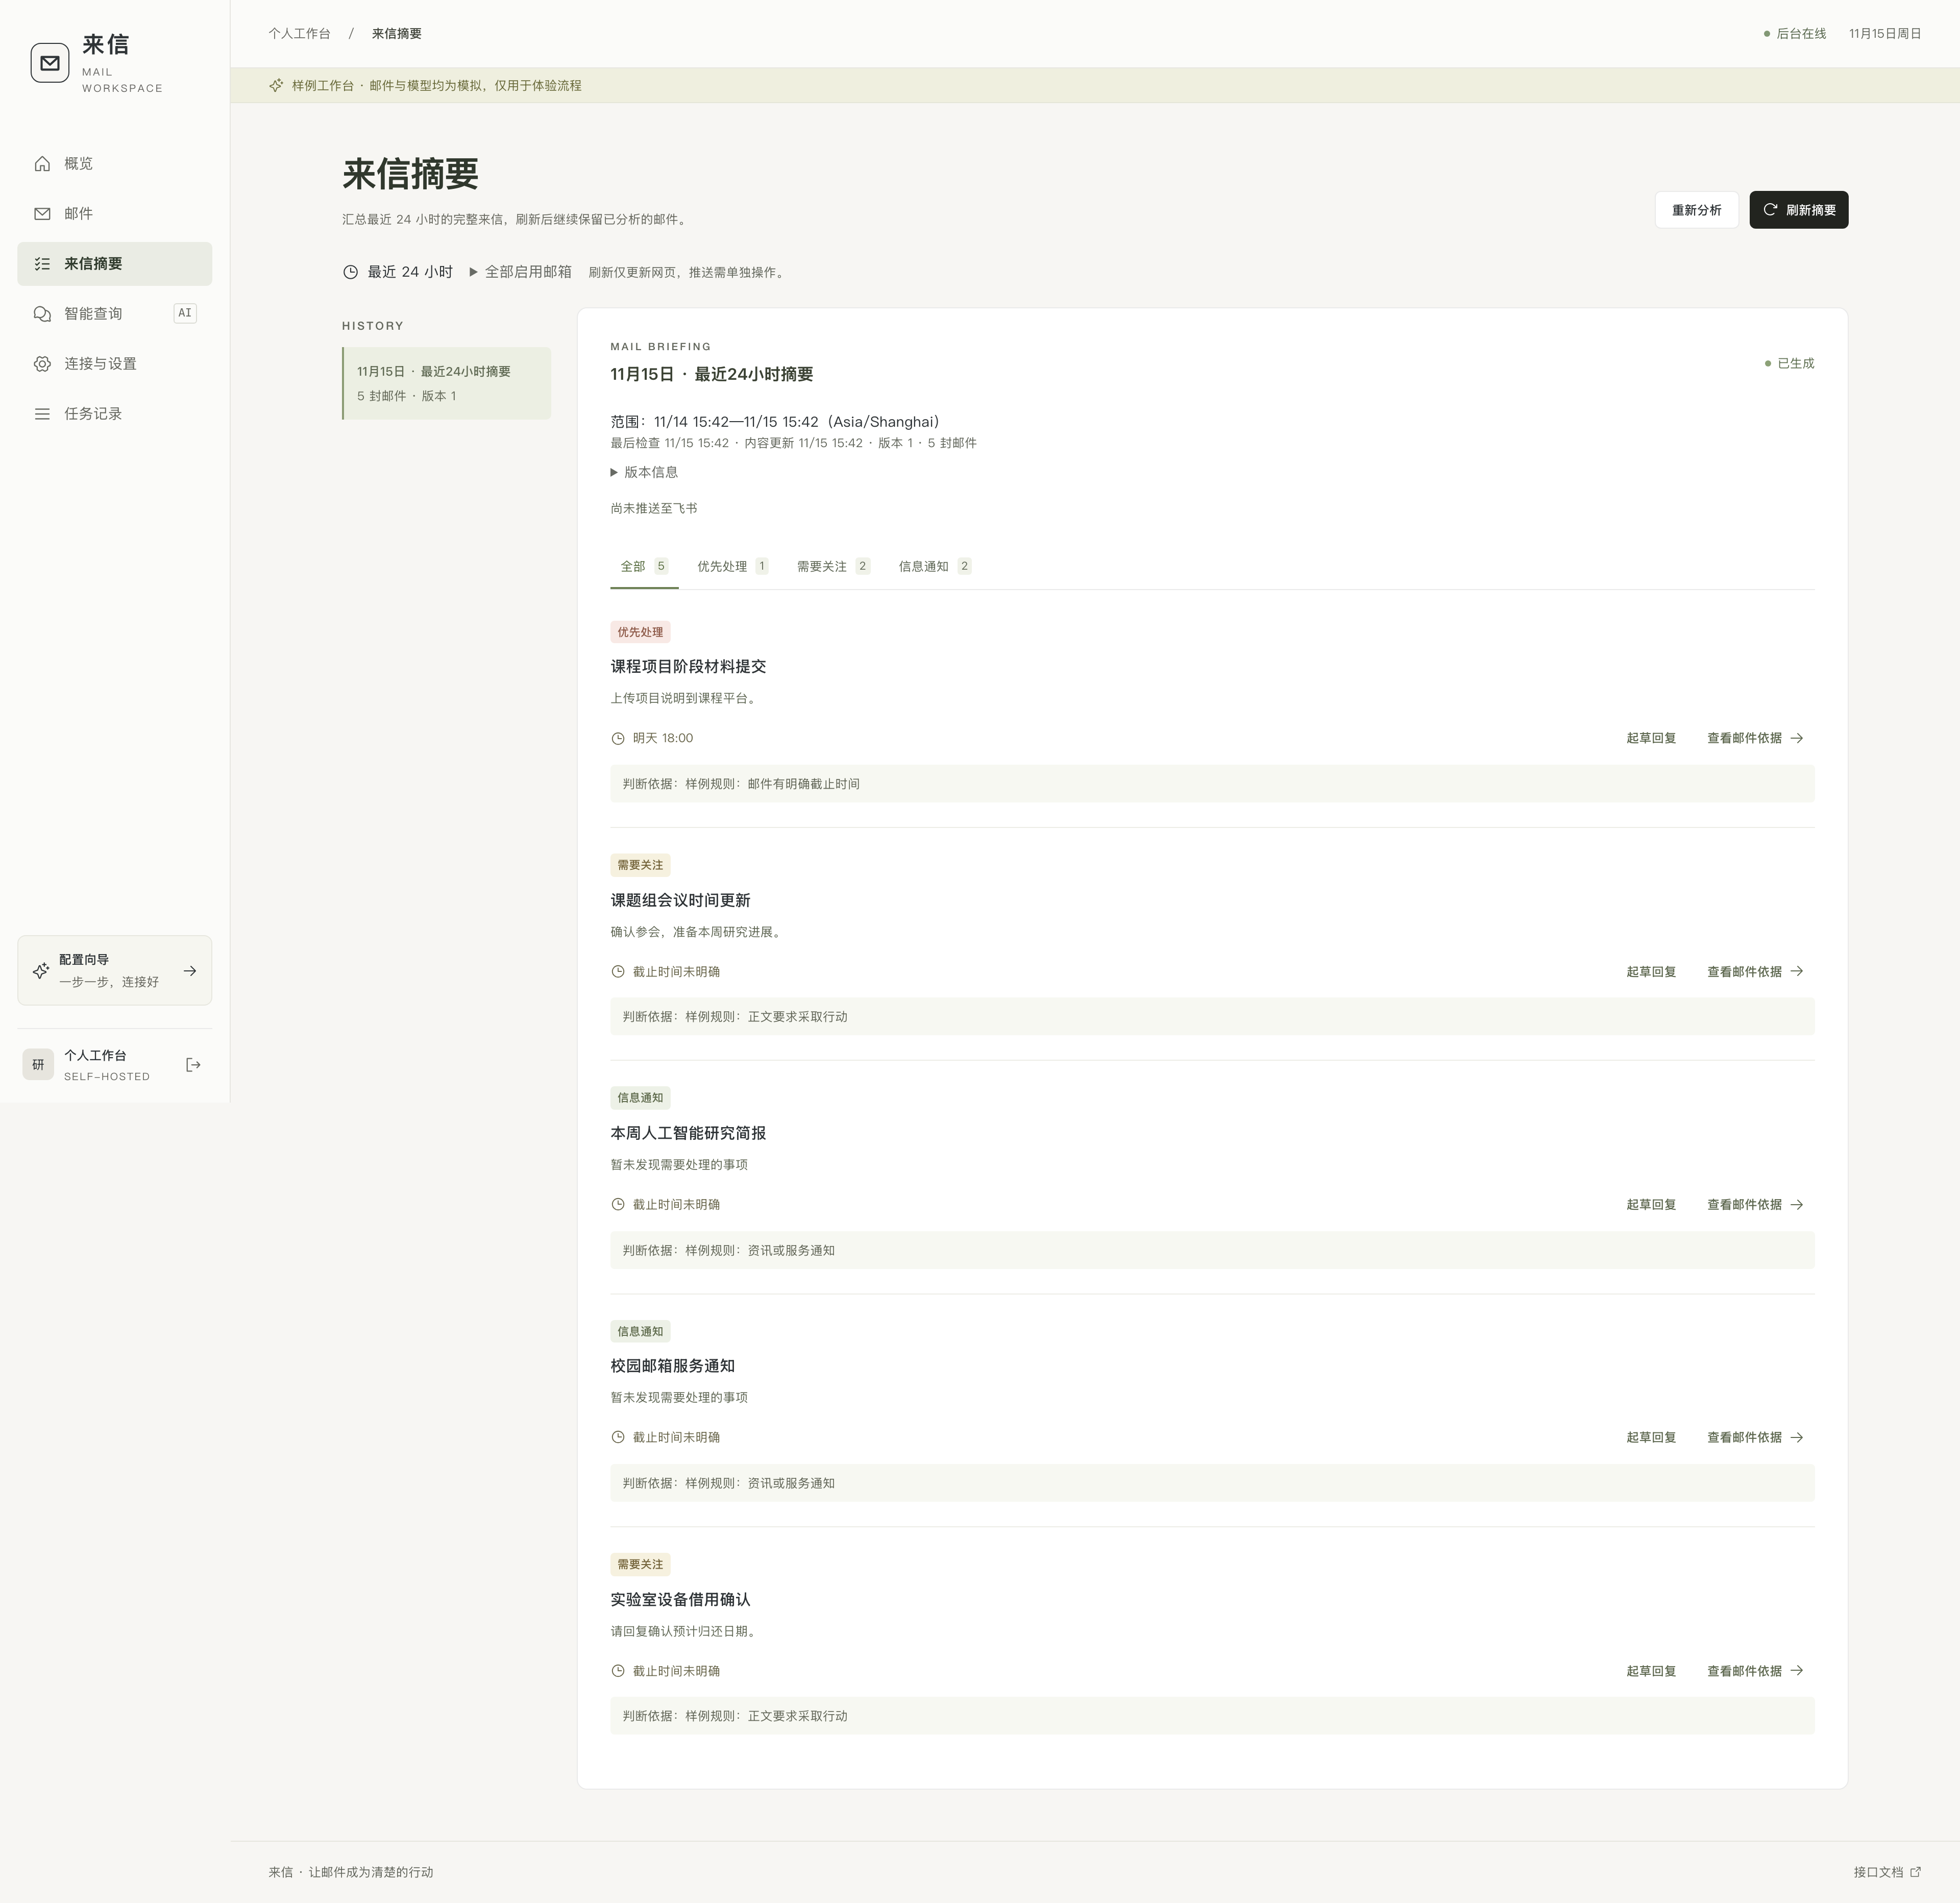 来信
MAIL
WORKSPACE
概览
邮件
来信摘要
智能查询 AI
连接与设置
任务记录
配置向导
一步一步，连接好
研
个人工作台
SELF-HOSTED
个人工作台 / 来信摘要
后台在线 11月15日周日
样例工作台 · 邮件与模型均为模拟，仅用于体验流程
来信摘要
汇总最近 24 小时的完整来信，刷新后继续保留已分析的邮件。
重新分析 刷新摘要
最近 24 小时 ▶ 全部启用邮箱 刷新仅更新网页，推送需单独操作。
HISTORY
11月15日 · 最近24小时摘要
5 封邮件 · 版本 1
MAIL BRIEFING
11月15日 · 最近24小时摘要
已生成
范围：11/14 15:42—11/15 15:42（Asia/Shanghai）
最后检查 11/15 15:42 · 内容更新 11/15 15:42 · 版本 1 · 5 封邮件
▶ 版本信息
尚未推送至飞书
全部 5 优先处理 1 需要关注 2 信息通知 2
优先处理
课程项目阶段材料提交
上传项目说明到课程平台。
明天 18:00 起草回复 查看邮件依据 →
判断依据：样例规则：邮件有明确截止时间
需要关注
课题组会议时间更新
确认参会，准备本周研究进展。
截止时间未明确 起草回复 查看邮件依据 →
判断依据：样例规则：正文要求采取行动
信息通知
本周人工智能研究简报
暂未发现需要处理的事项
截止时间未明确 起草回复 查看邮件依据 →
判断依据：样例规则：资讯或服务通知
信息通知
校园邮箱服务通知
暂未发现需要处理的事项
截止时间未明确 起草回复 查看邮件依据 →
判断依据：样例规则：资讯或服务通知
需要关注
实验室设备借用确认
请回复确认预计归还日期。
截止时间未明确 起草回复 查看邮件依据 →
判断依据：样例规则：正文要求采取行动
来信 · 让邮件成为清楚的行动
接口文档